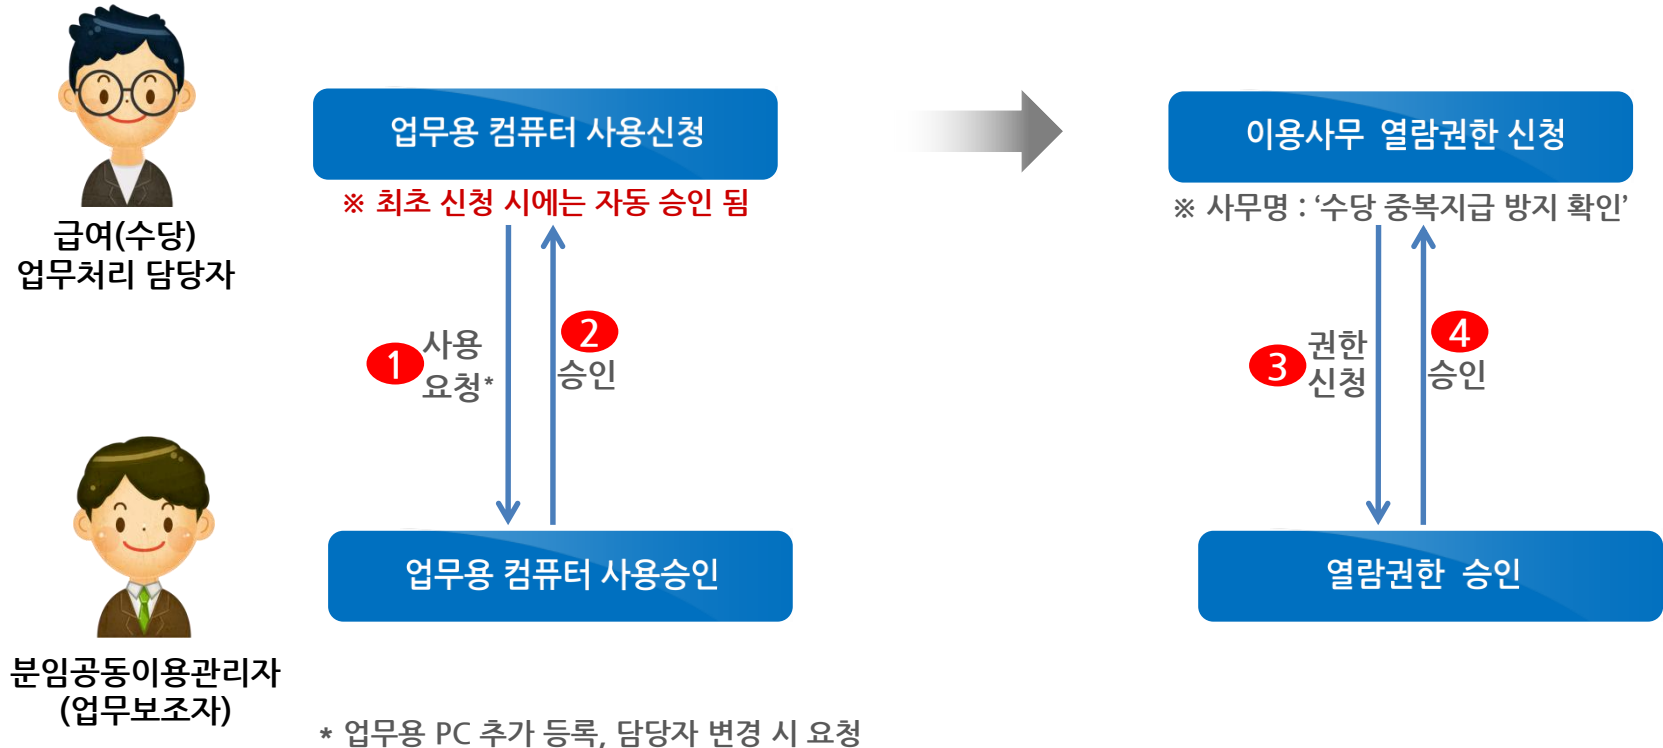 업무용 컴퓨터 사용신청
※ 최초 신청 시에는 자동 승인 됨
이용사무 열람권한 신청
※ 사무명 : ‘수당 중복지급 방지 확인’
급여(수당)
업무처리 담당자
1
사용
요청*
2
승인
3
권한
신청
4
승인
업무용 컴퓨터 사용승인
열람권한 승인
분임공동이용관리자
(업무보조자)
* 업무용 PC 추가 등록, 담당자 변경 시 요청